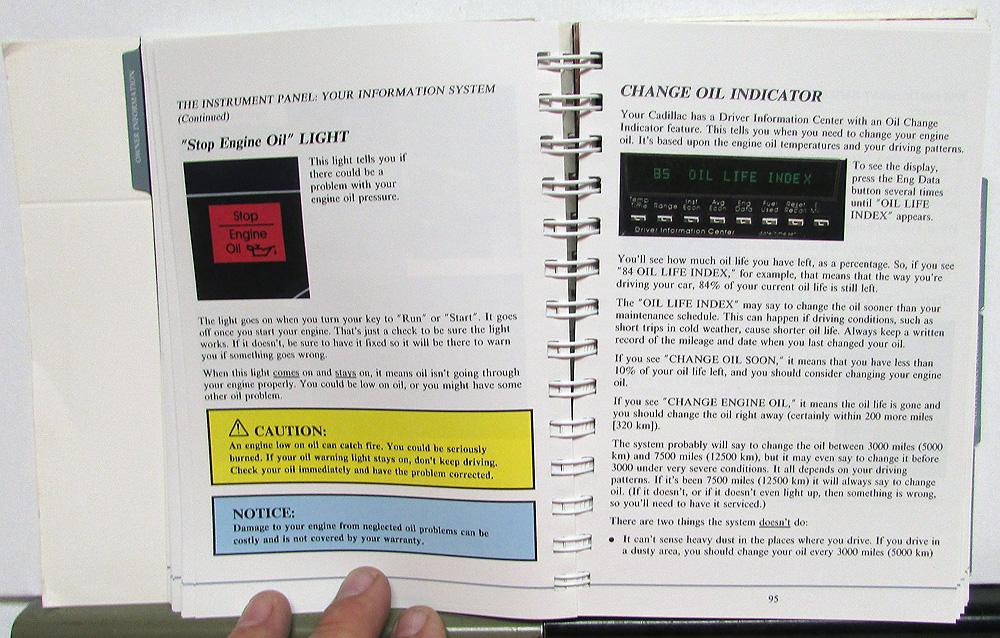 OWNER INFORMATION
THE INSTRUMENT PANEL: YOUR INFORMATION SYSTEM
(Continued)
"Stop Engine Oil" LIGHT
Stop
Engine
Oil
This light tells you if
there could be a
problem with your
engine oil pressure.
The light goes on when you turn your key to "Run" or "Start". It goes
off once you start your engine. That's just a check to be sure the light
works. If it doesn't, be sure to have it fixed so it will be there to warn
you if something goes wrong.
When this light comes on and stays on, it means oil isn't going through
your engine properly. You could be low on oil, or you might have some
other oil problem.
CAUTION:
An engine low on oil can catch fire. You could be seriously
burned. If your oil warning light stays on, don't keep driving.
Check your oil immediately and have the problem corrected.
NOTICE:
Damage to your engine from neglected oil problems can be
costly and is not covered by your warranty.
CHANGE OIL INDICATOR
Your Cadillac has a Driver Information Center with an Oil Change
Indicator feature. This tells you when you need to change your engine
oil. It's based upon the engine oil temperatures and your driving patterns.
85 OIL LIFE INDEX
Temp Time Range Inst Econ Avg Econ Eng Data Fuel Used Reset Recall E M
Driver Information Center
To see the display,
press the Eng Data
button several times
until "OIL LIFE
INDEX" appears.
You'll see how much oil life you have left, as a percentage. So, if you see
"84 OIL LIFE INDEX," for example, that means that the way you're
driving your car, 84% of your current oil life is still left.
The "OIL LIFE INDEX" may say to change the oil sooner than your
maintenance schedule. This can happen if driving conditions, such as
short trips in cold weather, cause shorter oil life. Always keep a written
record of the mileage and date when you last changed your oil.
If you see "CHANGE OIL SOON," it means that you have less than
10% of your oil life left, and you should consider changing your engine
oil.
If you see "CHANGE ENGINE OIL," it means the oil life is gone and
you should change the oil right away (certainly within 200 more miles
[320 km]).
The system probably will say to change the oil between 3000 miles (5000
km) and 7500 miles (12500 km), but it may even say to change it before
3000 under very severe conditions. It all depends on your driving
patterns. If it's been 7500 miles (12500 km) it will always say to change
oil. (If it doesn't, or if it doesn't even light up, then something is wrong,
so you'll need to have it serviced.)
There are two things the system doesn't do:
• It can't sense heavy dust in the places where you drive. If you drive in
a dusty area, you should change your oil every 3000 miles (5000 km)
95